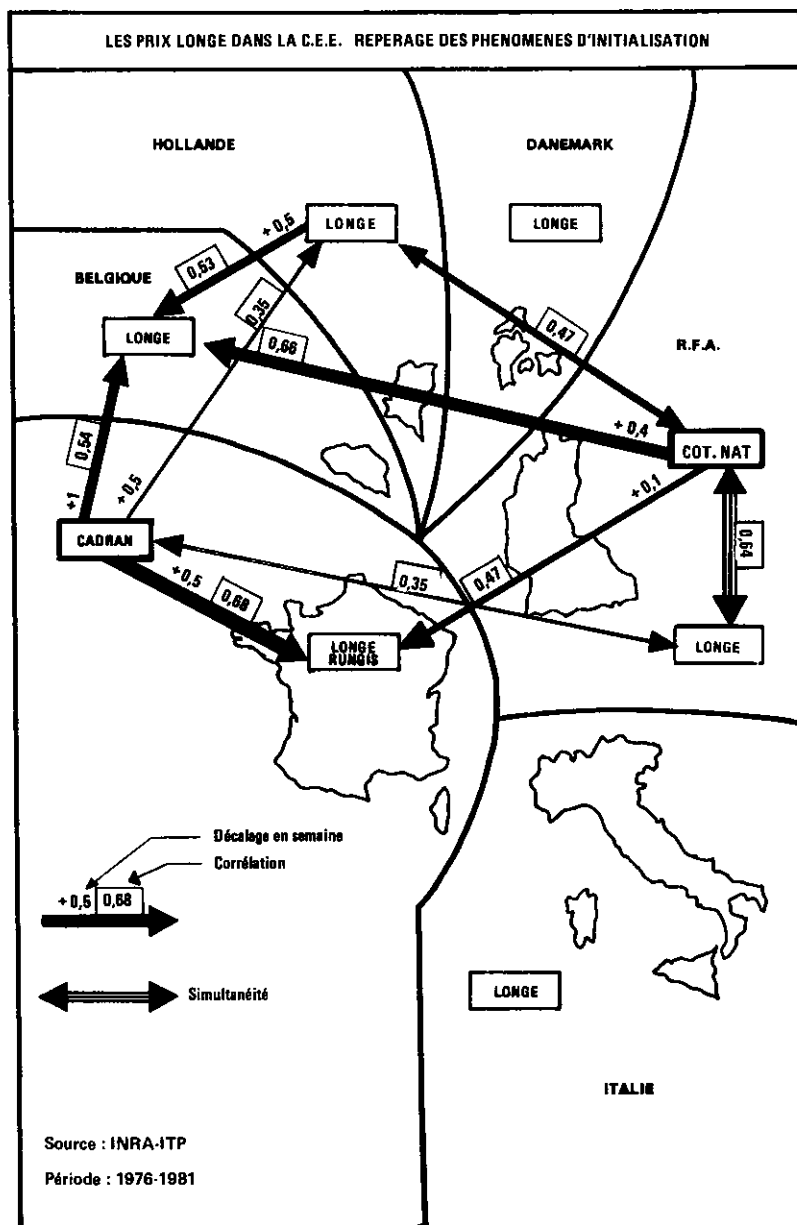 LES PRIX LONGE DANS LA C.E.E. REPERAGE DES PHENOMENES D'INITIALISATION
HOLLANDE
DANEMARK
LONGE
LONGE
+ 0,5
0,53
BELGIQUE
0,35
0,47
LONGE
0,66
R.F.A.
+ 0,4
COT. NAT
0,54
+ 0,5
+ 0,1
+1
CADRAN
0,64
+ 0,5
0,68
0,35
0,47
LONGE
RUNGIS
LONGE
Décalage en semaine
Corrélation
+ 0,5 0,68
Simultanéité
LONGE
ITALIE
Source : INRA-ITP
Période : 1976-1981